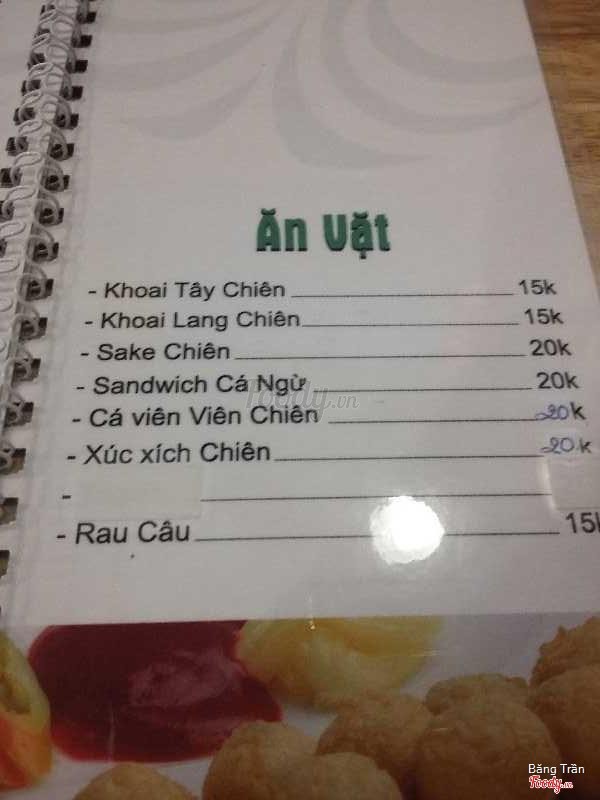 Ăn Vặt
- Khoai Tây Chiên 15k
- Khoai Lang Chiên 15k
- Sake Chiên 20k
- Sandwich Cá Ngừ 20k
- Cá viên Viên Chiên 20k
- Xúc xích Chiên 20k
-
- Rau Câu 15k
Foody.vn
Băng Trần
Foody.vn